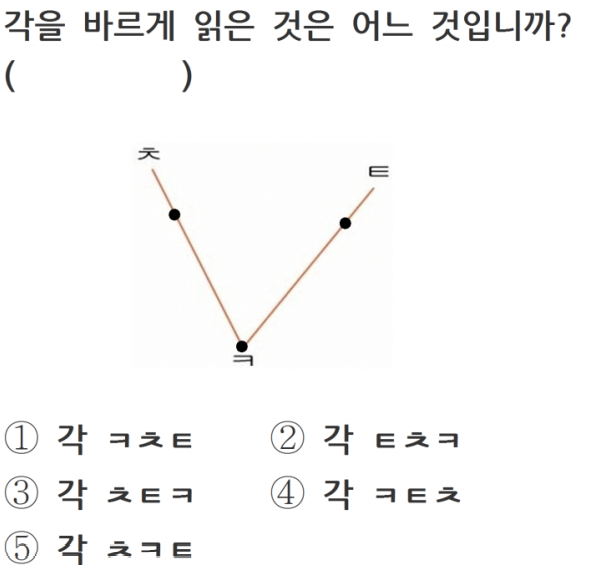 각을 바르게 읽은 것은 어느 것입니까?
( )
ㅊ
ㅌ
ㅋ
① 각 ㅋㅊㅌ ② 각 ㅌㅊㅋ
③ 각 ㅊㅌㅋ ④ 각 ㅋㅌㅊ
⑤ 각 ㅊㅋㅌ